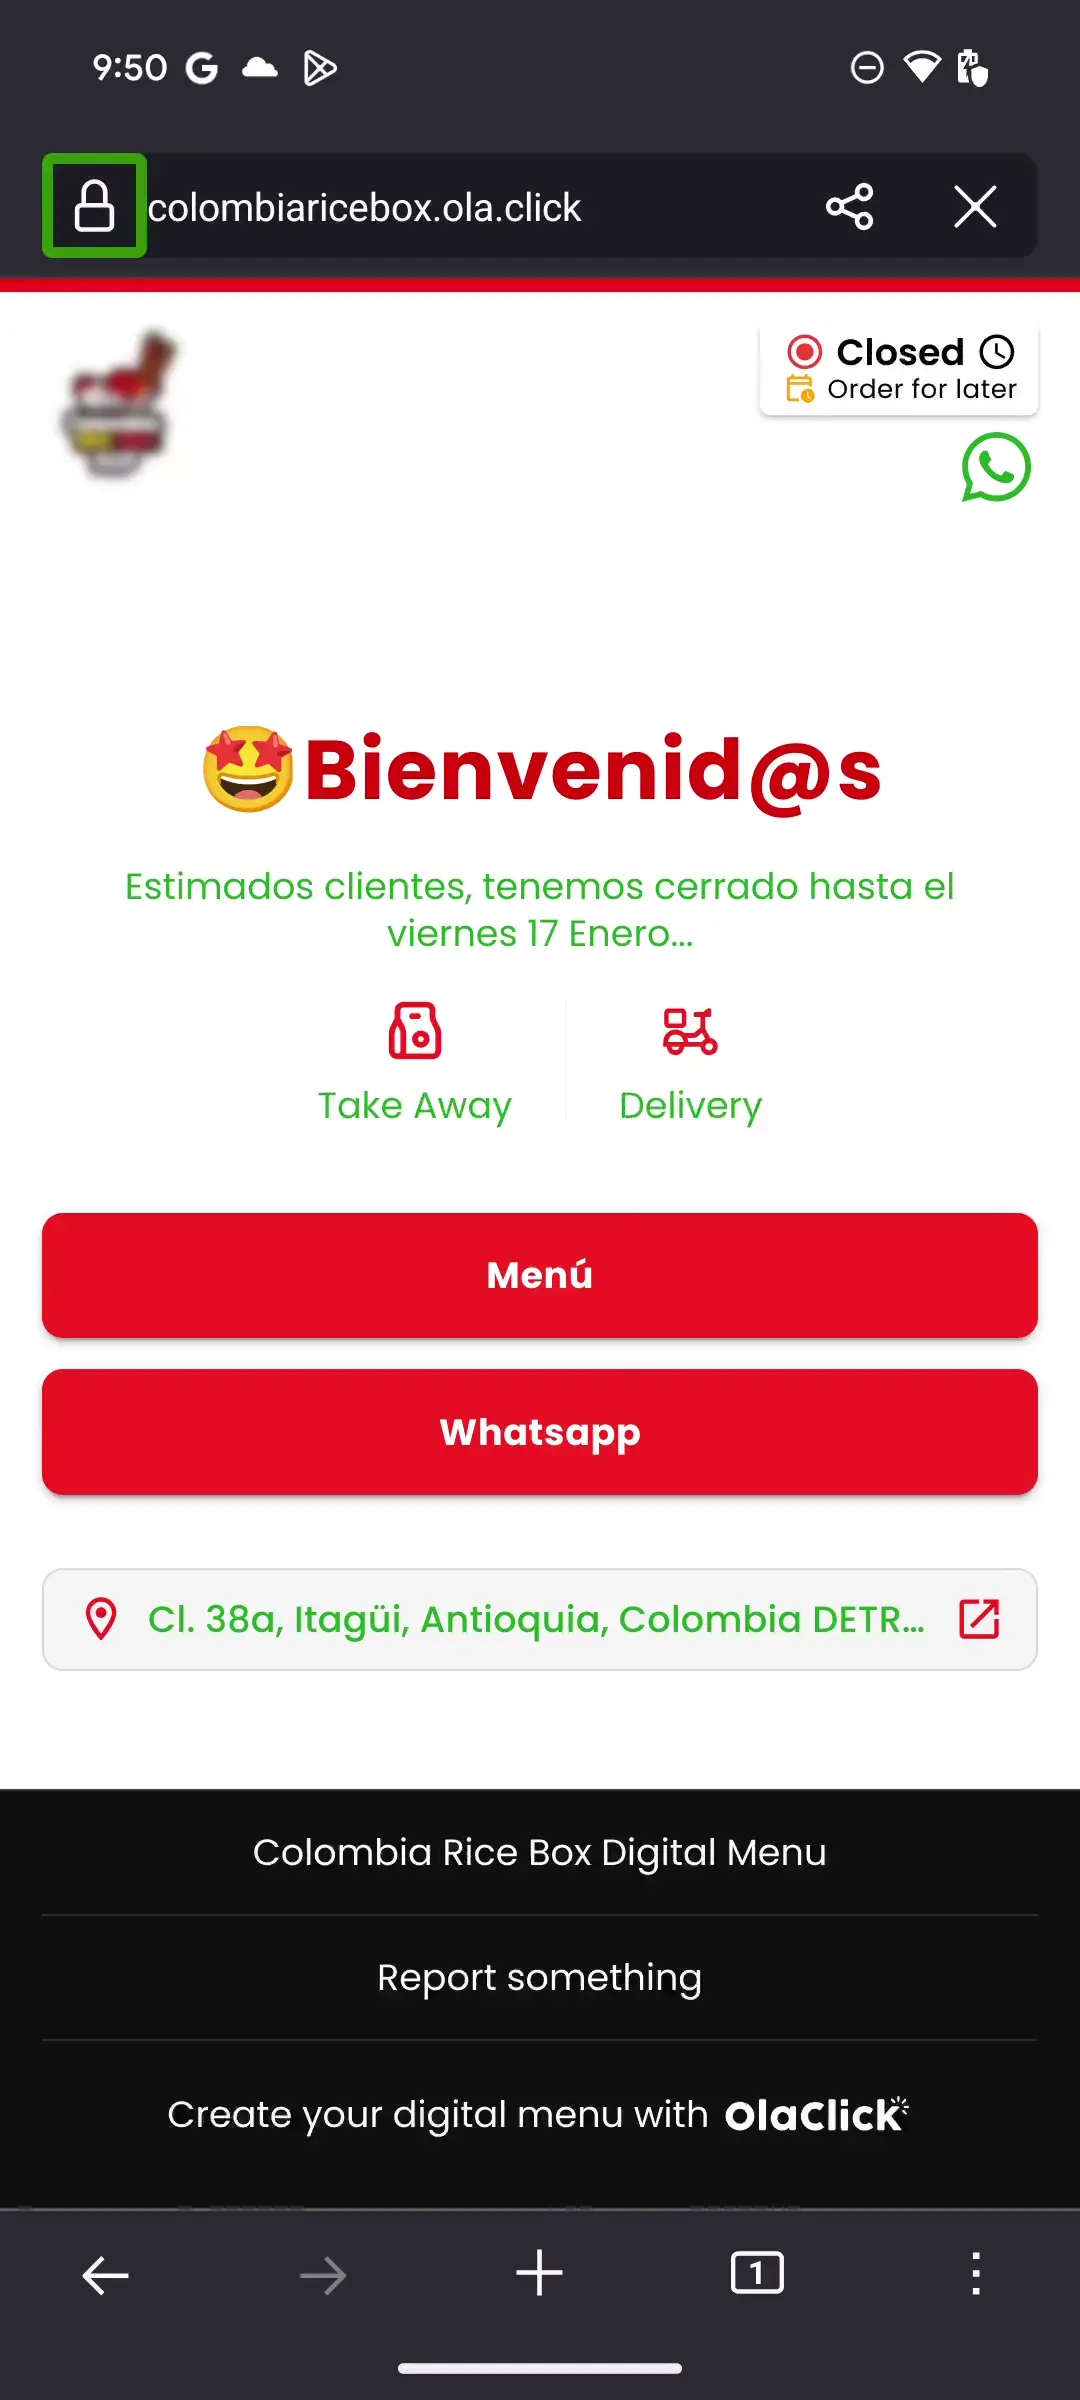 9:50
colombiaricebox.ola.click
Closed
Order for later
Bienvenid@s
Estimados clientes, tenemos cerrado hasta el
viernes 17 Enero...
Take Away
Delivery
Menú
Whatsapp
Cl. 38a, Itagüi, Antioquia, Colombia DETR...
Colombia Rice Box Digital Menu
Report something
Create your digital menu with OlaClick
1